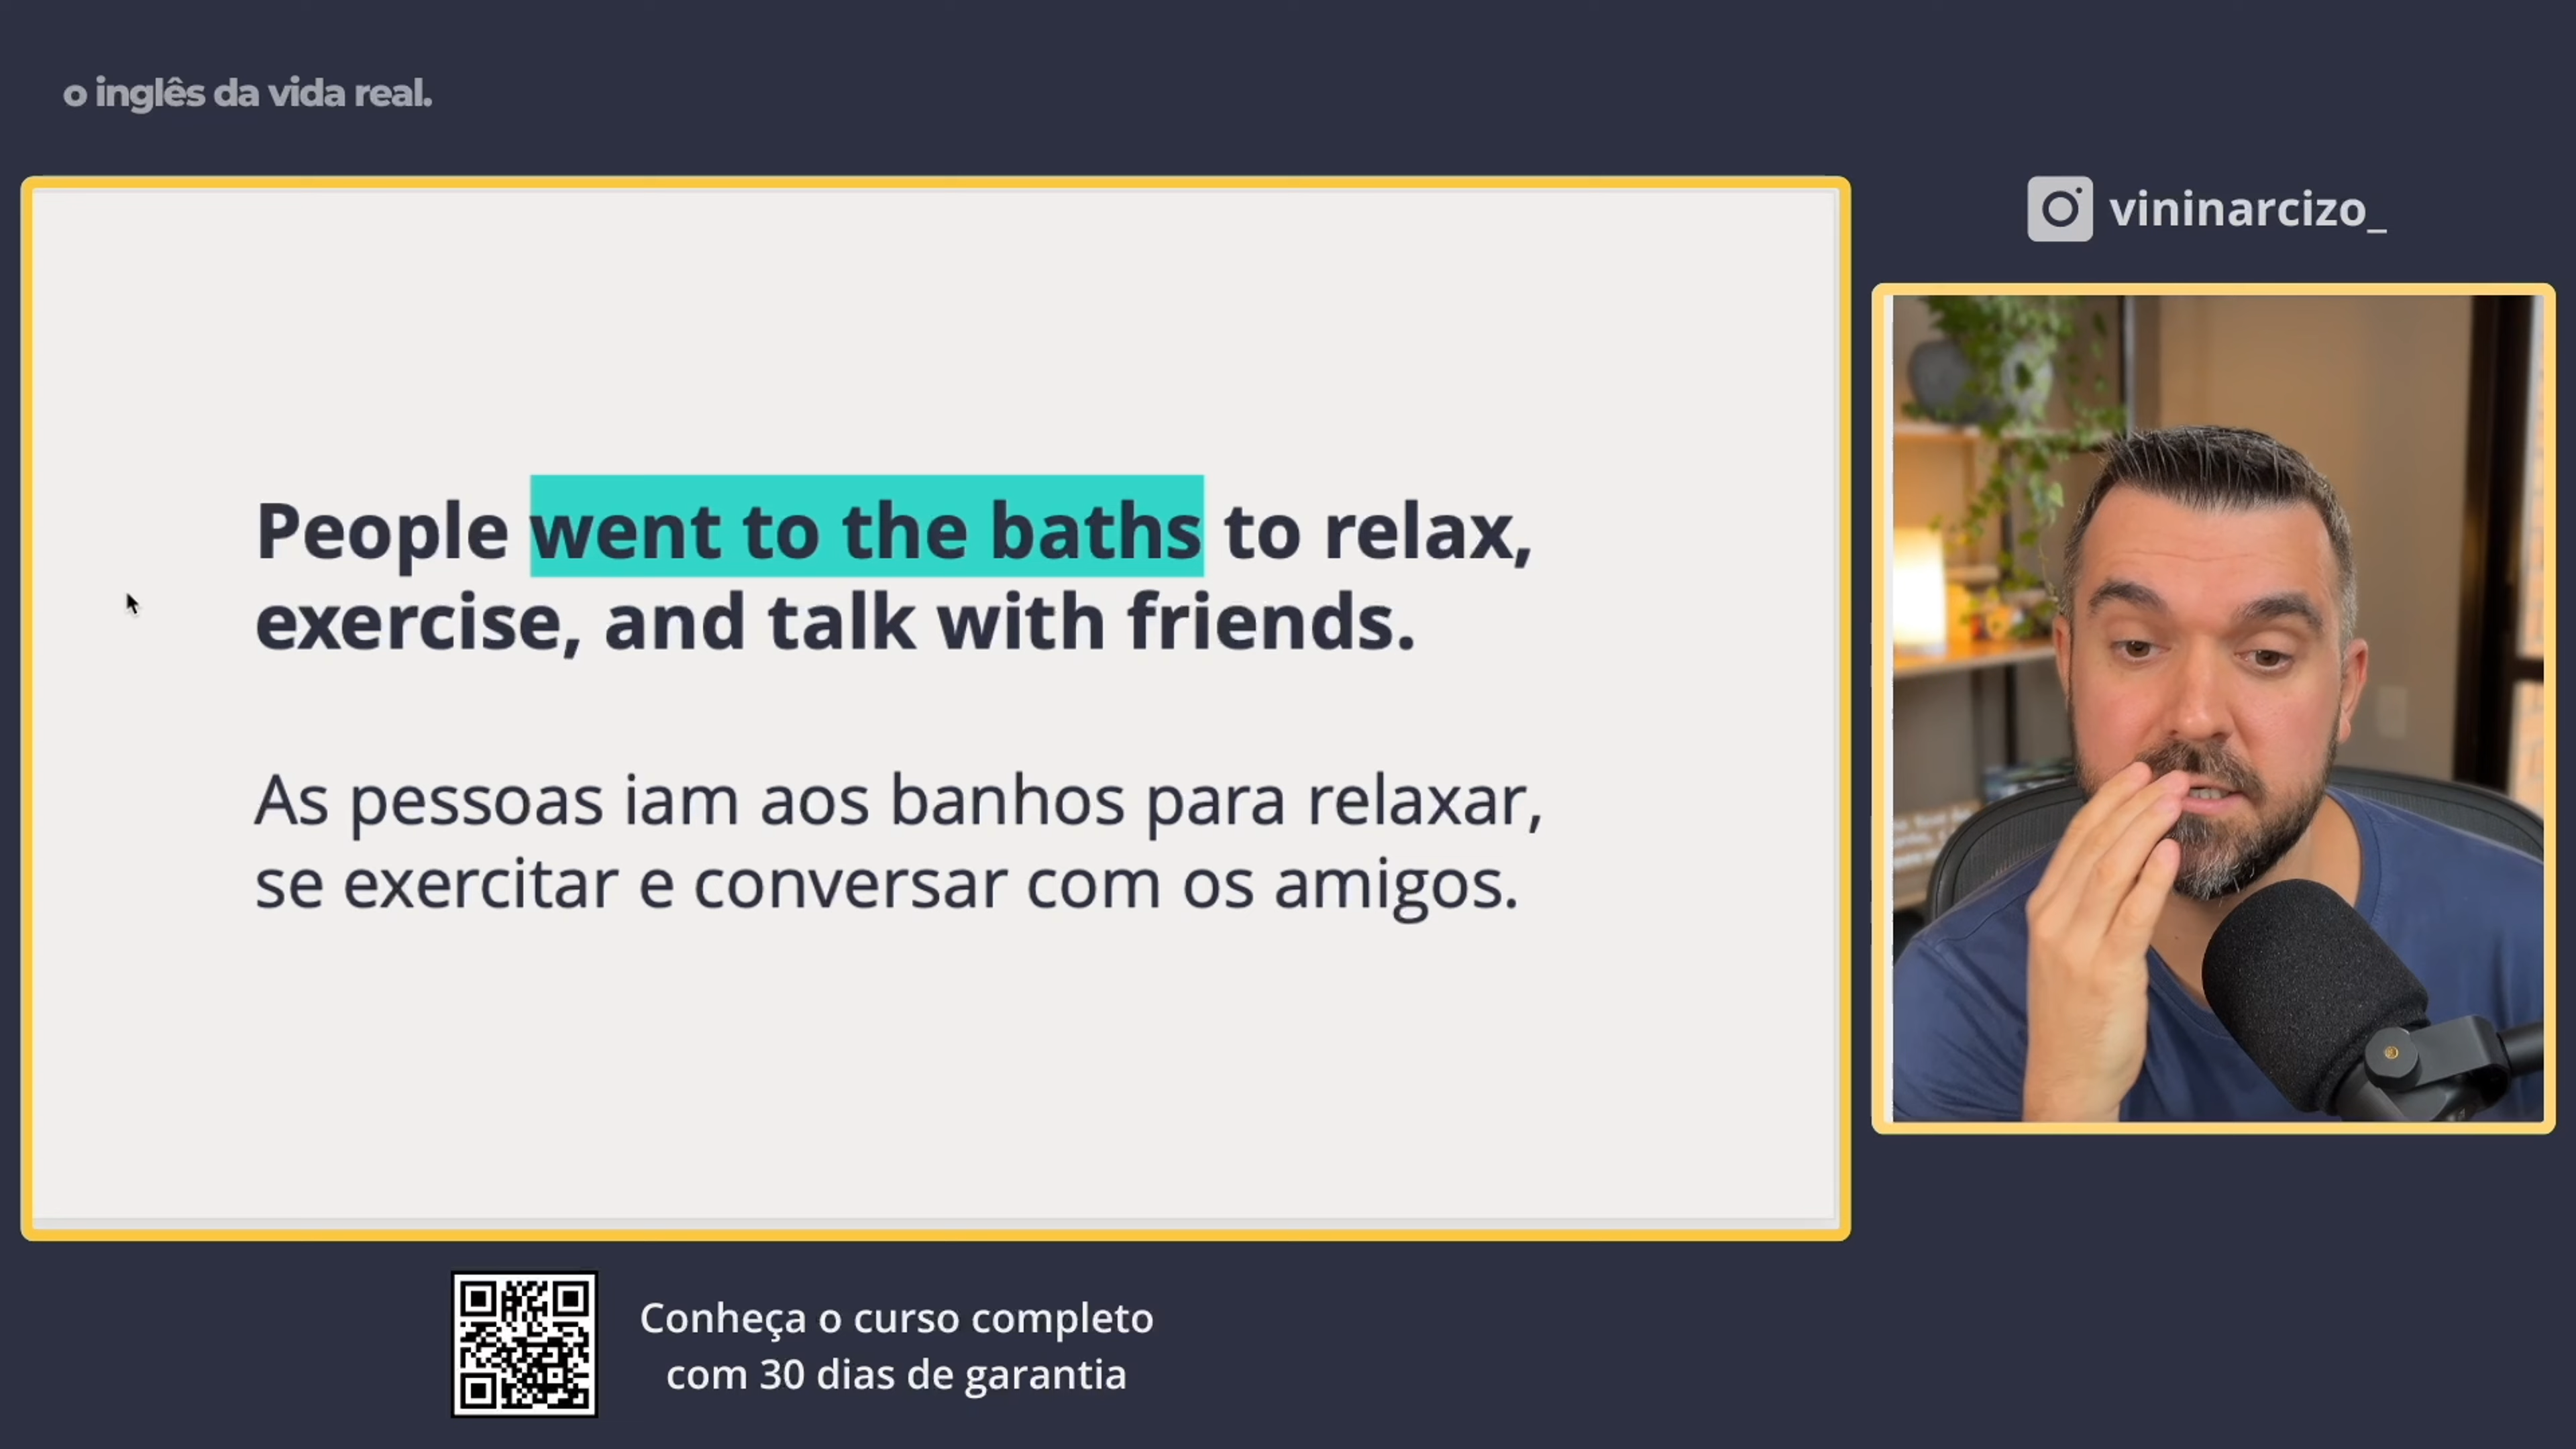 o inglês da vida real.
vininarcizo_
People went to the baths to relax,
exercise, and talk with friends.
As pessoas iam aos banhos para relaxar,
se exercitar e conversar com os amigos.
Conheça o curso completo
com 30 dias de garantia